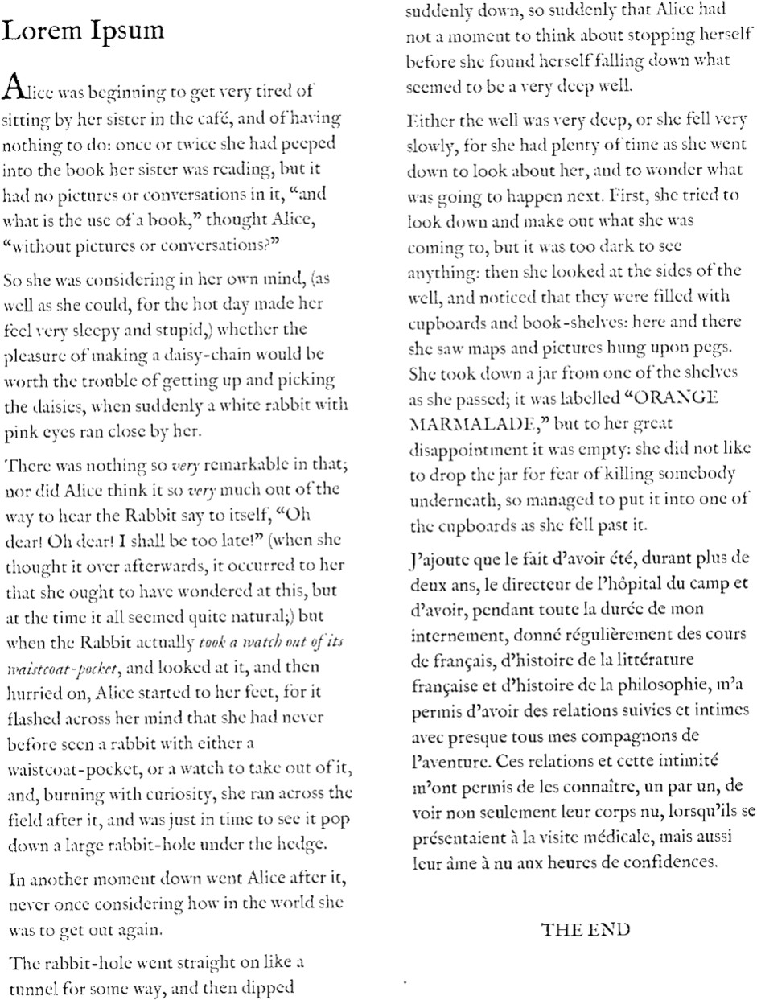 Lorem Ipsum
Alice was beginning to get very tired of
sitting by her sister in the café, and of having
nothing to do: once or twice she had peeped
into the book her sister was reading, but it
had no pictures or conversations in it, “and
what is the use of a book,” thought Alice,
“without pictures or conversations?”
So she was considering in her own mind, (as
well as she could, for the hot day made her
feel very sleepy and stupid,) whether the
pleasure of making a daisy-chain would be
worth the trouble of getting up and picking
the daisies, when suddenly a white rabbit with
pink eyes ran close by her.
There was nothing so very remarkable in that;
nor did Alice think it so very much out of the
way to hear the Rabbit say to itself, “Oh
dear! Oh dear! I shall be too late!” (when she
thought it over afterwards, it occurred to her
that she ought to have wondered at this, but
at the time it all seemed quite natural;) but
when the Rabbit actually took a watch out of its
waistcoat-pocket, and looked at it, and then
hurried on, Alice started to her feet, for it
flashed across her mind that she had never
before seen a rabbit with either a
waistcoat-pocket, or a watch to take out of it,
and, burning with curiosity, she ran across the
field after it, and was just in time to see it pop
down a large rabbit-hole under the hedge.
In another moment down went Alice after it,
never once considering how in the world she
was to get out again.
The rabbit-hole went straight on like a
tunnel for some way, and then dipped
suddenly down, so suddenly that Alice had
not a moment to think about stopping herself
before she found herself falling down what
seemed to be a very deep well.
Either the well was very deep, or she fell very
slowly, for she had plenty of time as she went
down to look about her, and to wonder what
was going to happen next. First, she tried to
look down and make out what she was
coming to, but it was too dark to see
anything: then she looked at the sides of the
well, and noticed that they were filled with
cupboards and book-shelves: here and there
she saw maps and pictures hung upon pegs.
She took down a jar from one of the shelves
as she passed; it was labelled “ORANGE
MARMALADE,” but to her great
disappointment it was empty: she did not like
to drop the jar for fear of killing somebody
underneath, so managed to put it into one of
the cupboards as she fell past it.
J’ajoute que le fait d’avoir été, durant plus de
deux ans, le directeur de l’hôpital du camp et
d’avoir, pendant toute la durée de mon
internement, donné régulièrement des cours
de français, d’histoire de la littérature
française et d’histoire de la philosophie, m’a
permis d’avoir des relations suivies et intimes
avec presque tous mes compagnons de
l’aventure. Ces relations et cette intimité
m’ont permis de les connaître, un par un, de
voir non seulement leur corps nu, lorsqu’ils se
présentaient à la visite médicale, mais aussi
leur âme à nu aux heures de confidences.
THE END